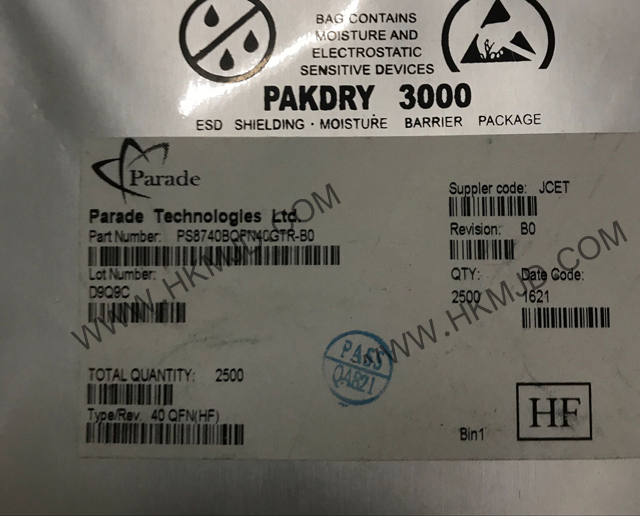 BAG CONTAINS
MOISTURE AND
ELECTROSTATIC
SENSITIVE DEVICES
PAKDRY 3000
ESD SHIELDING · MOISTURE BARRIER PACKAGE
Parade
Parade Technologies Ltd.
Part Number: PS8740BQFN40GTR-B0
Lot Number:
D9Q9C
TOTAL QUANTITY: 2500
Type/Rev. 40 QFN(HF)
Suppler code: JCET
Revision: B0
QTY: Date Code:
2500 1621
PASS
QAB21
HF
Bin1
WWW.HKMJD.COM
WWW.HKMJD.COM